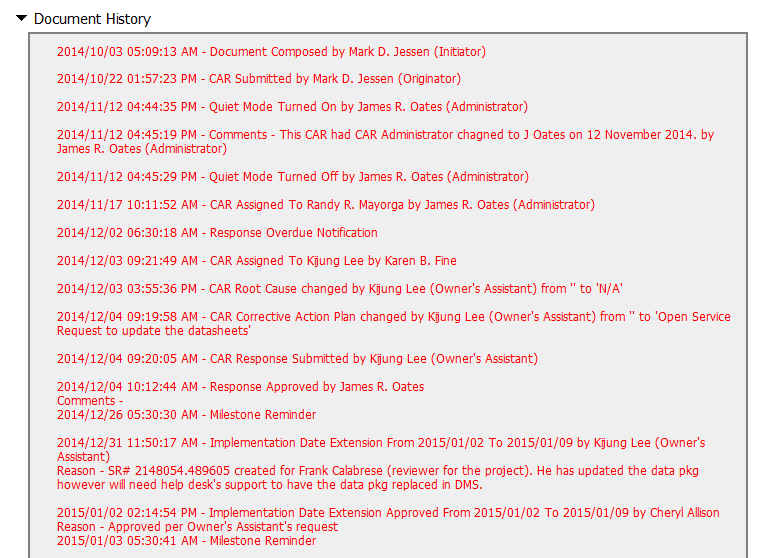 Document History
2014/10/03 05:09:13 AM - Document Composed by Mark D. Jessen (Initiator)
2014/10/22 01:57:23 PM - CAR Submitted by Mark D. Jessen (Originator)
2014/11/12 04:44:35 PM - Quiet Mode Turned On by James R. Oates (Administrator)
2014/11/12 04:45:19 PM - Comments - This CAR had CAR Administrator chagned to J Oates on 12 November 2014. by
James R. Oates (Administrator)
2014/11/12 04:45:29 PM - Quiet Mode Turned Off by James R. Oates (Administrator)
2014/11/17 10:11:52 AM - CAR Assigned To Randy R. Mayorga by James R. Oates (Administrator)
2014/12/02 06:30:18 AM - Response Overdue Notification
2014/12/03 09:21:49 AM - CAR Assigned To Kijung Lee by Karen B. Fine
2014/12/03 03:55:36 PM - CAR Root Cause changed by Kijung Lee (Owner's Assistant) from '' to 'N/A'
2014/12/04 09:19:58 AM - CAR Corrective Action Plan changed by Kijung Lee (Owner's Assistant) from '' to 'Open Service
Request to update the datasheets'
2014/12/04 09:20:05 AM - CAR Response Submitted by Kijung Lee (Owner's Assistant)
2014/12/04 10:12:44 AM - Response Approved by James R. Oates
Comments -
2014/12/26 05:30:30 AM - Milestone Reminder
2014/12/31 11:50:17 AM - Implementation Date Extension From 2015/01/02 To 2015/01/09 by Kijung Lee (Owner's
Assistant)
Reason - SR# 2148054.489605 created for Frank Calabrese (reviewer for the project). He has updated the data pkg
however will need help desk's support to have the data pkg replaced in DMS.
2015/01/02 02:14:54 PM - Implementation Date Extension Approved From 2015/01/02 To 2015/01/09 by Cheryl Allison
Reason - Approved per Owner's Assistant's request
2015/01/03 05:30:41 AM - Milestone Reminder